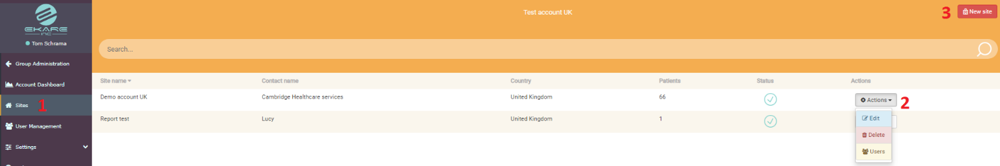 EKARE
INC
Tom Schrama
Group Administration
Account Dashboard
Sites 1
User Management
Settings
Test account UK
3 New site
Search...
Site name Contact name Country Patients Status Actions
Demo account UK Cambridge Healthcare services United Kingdom 66 Actions 2
Report test Lucy United Kingdom 1
Edit
Delete
Users